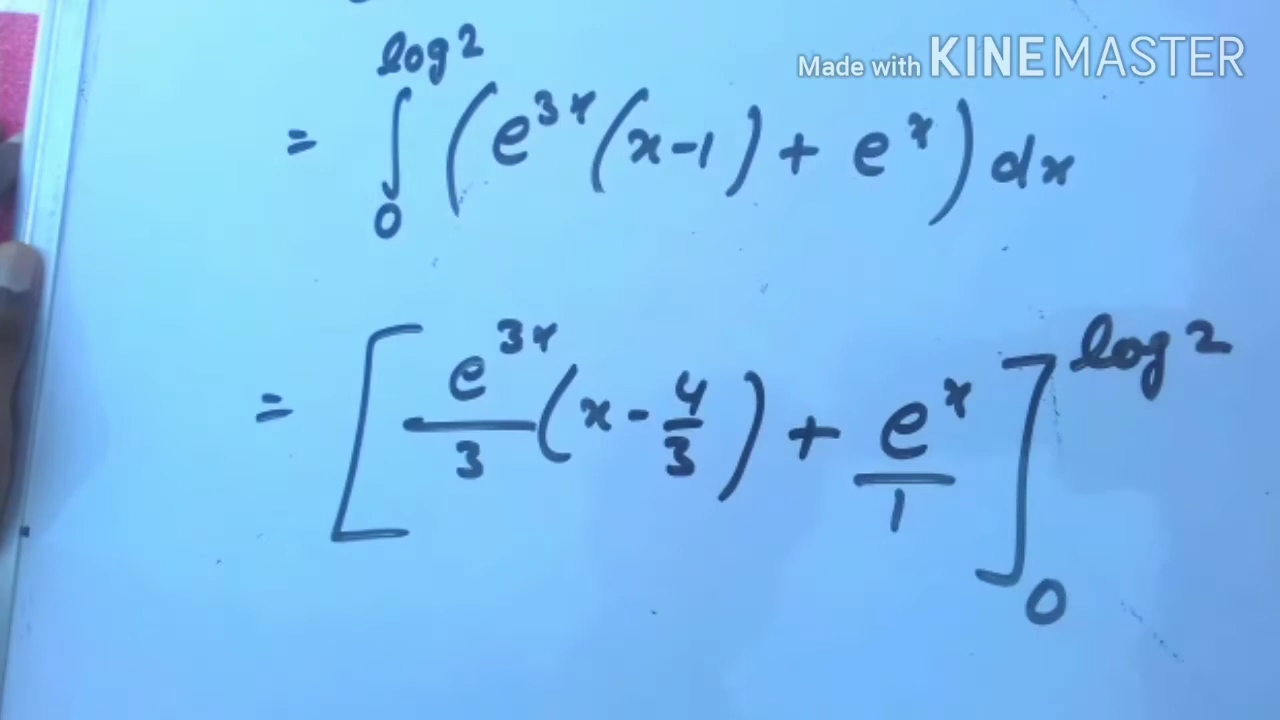 Made with KINEMASTER
= ∫₀^{log 2} (e^{3x}(x-1) + e^x) dx
= [e^{3x}/3 (x - 4/3) + e^x/1]₀^{log 2}